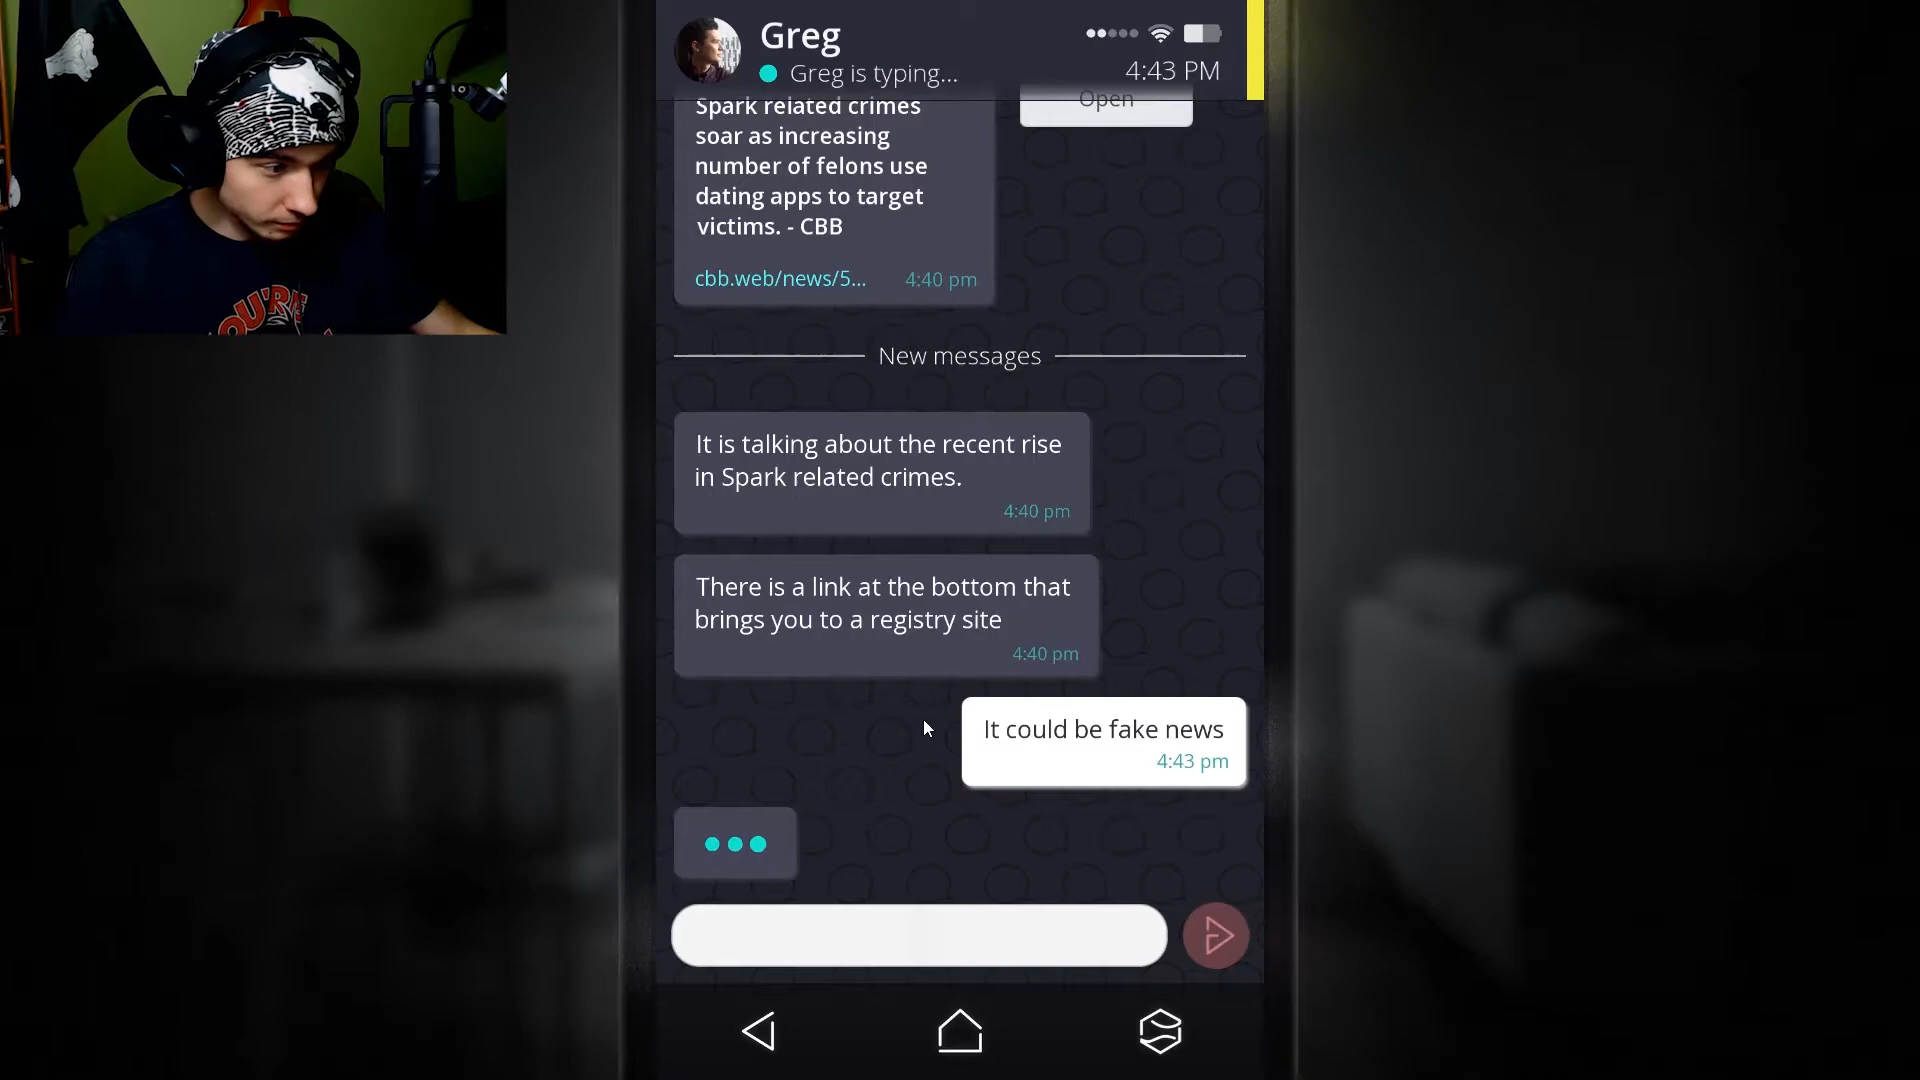 Greg
Greg is typing...
4:43 PM
Open
Spark related crimes
soar as increasing
number of felons use
dating apps to target
victims. - CBB
cbb.web/news/5...
4:40 pm
New messages
It is talking about the recent rise
in Spark related crimes.
4:40 pm
There is a link at the bottom that
brings you to a registry site
4:40 pm
It could be fake news
4:43 pm